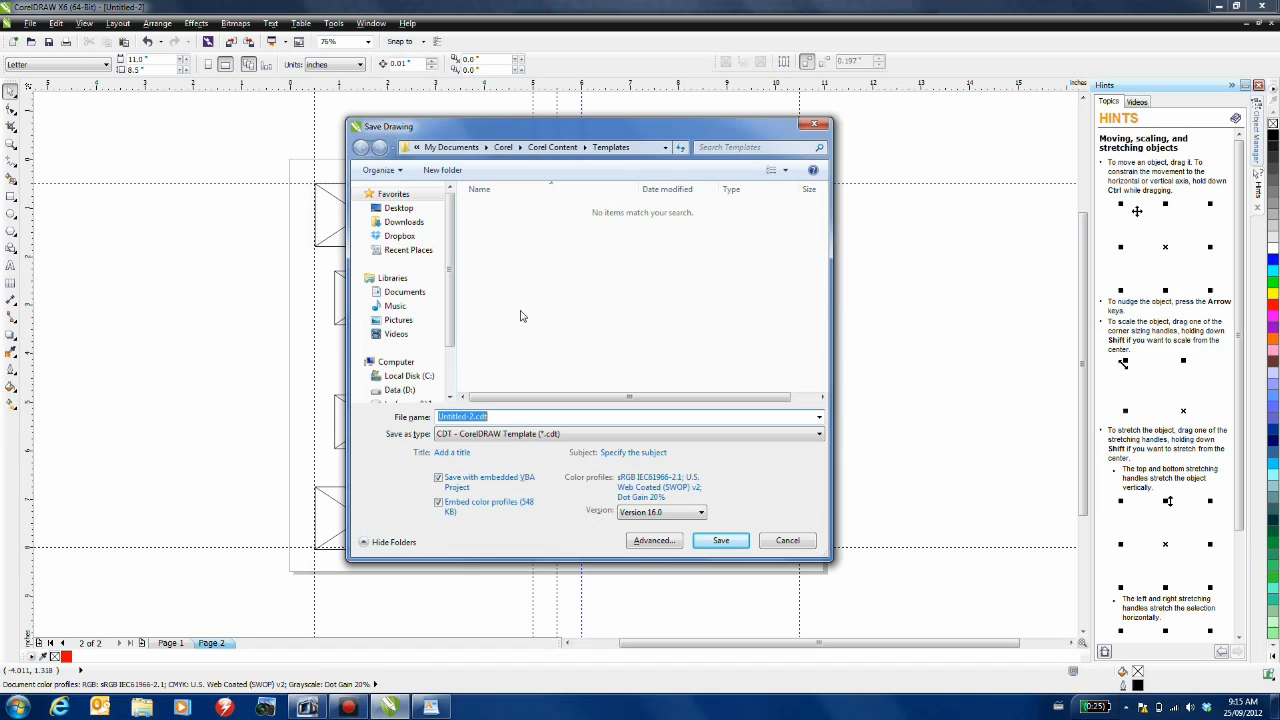 CorelDRAW X6 (64-Bit) - [Untitled-2]
File Edit View Layout Arrange Effects Bitmaps Text Table Tools Window Help
76% Snap to
Letter 11.0 " 8.5 " Units: inches 0.01 " 0.0 " 0.0 " 0.197 "
inches
Save Drawing
« My Documents Corel Corel Content Templates Search Templates
Organize New folder
Name Date modified Type Size
No items match your search.
Favorites
Desktop
Downloads
Dropbox
Recent Places
Libraries
Documents
Music
Pictures
Videos
Computer
Local Disk (C:)
Data (D:)
File name: Untitled-2.cdt
Save as type: CDT - CorelDRAW Template (*.cdt)
Title: Add a title Subject: Specify the subject
Save with embedded VBA Project
Embed color profiles (548 KB)
Color profiles: sRGB IEC61966-2.1; U.S.
Web Coated (SWOP) v2;
Dot Gain 20%
Version: Version 16.0
Hide Folders Advanced... Save Cancel
Hints
Topics Videos
HINTS
Moving, scaling, and
stretching objects
• To move an object, drag it. To
constrain the movement to the
horizontal or vertical axis, hold down
Ctrl while dragging.
• To nudge the object, press the Arrow
keys.
• To scale the object, drag one of the
corner sizing handles, holding down
Shift if you want to scale from the
center.
• To stretch the object, drag one of the
stretching handles, holding down
Shift if you want to stretch from the
center.
• The top and bottom stretching
handles stretch the object
vertically.
• The left and right stretching
handles stretch the selection
horizontally.
Object Manager
Hints
2 of 2 Page 1 Page 2
(-4.011, 1.318 )
Document color profiles: RGB: sRGB IEC61966-2.1; CMYK: U.S. Web Coated (SWOP) v2; Grayscale: Dot Gain 20%
(0:25)
9:15 AM
25/09/2012